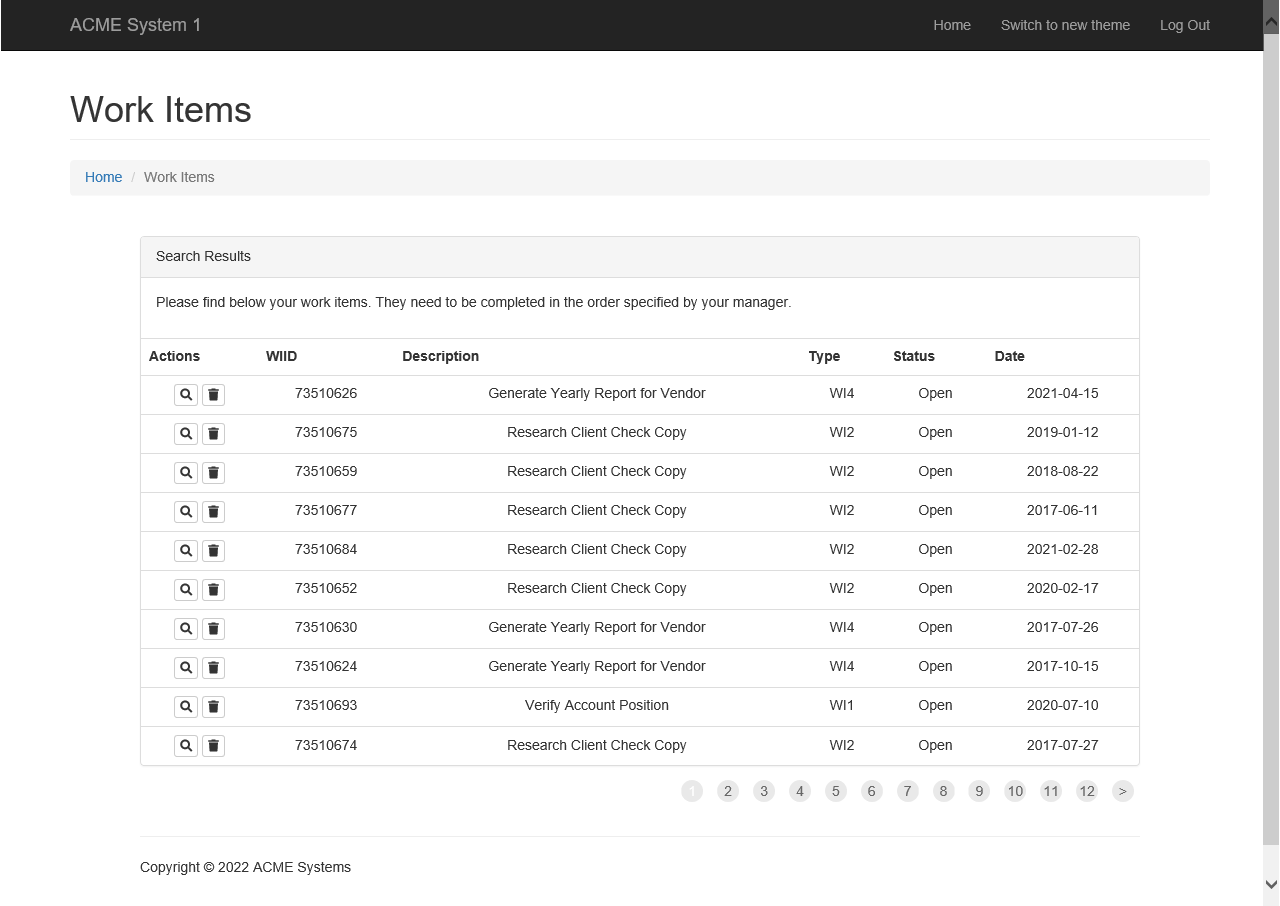 ACME System 1 Home Switch to new theme Log Out
Work Items
Home / Work Items
Search Results
Please find below your work items. They need to be completed in the order specified by your manager.
Actions WIID Description Type Status Date
73510626 Generate Yearly Report for Vendor WI4 Open 2021-04-15
73510675 Research Client Check Copy WI2 Open 2019-01-12
73510659 Research Client Check Copy WI2 Open 2018-08-22
73510677 Research Client Check Copy WI2 Open 2017-06-11
73510684 Research Client Check Copy WI2 Open 2021-02-28
73510652 Research Client Check Copy WI2 Open 2020-02-17
73510630 Generate Yearly Report for Vendor WI4 Open 2017-07-26
73510624 Generate Yearly Report for Vendor WI4 Open 2017-10-15
73510693 Verify Account Position WI1 Open 2020-07-10
73510674 Research Client Check Copy WI2 Open 2017-07-27
1 2 3 4 5 6 7 8 9 10 11 12 >
Copyright © 2022 ACME Systems